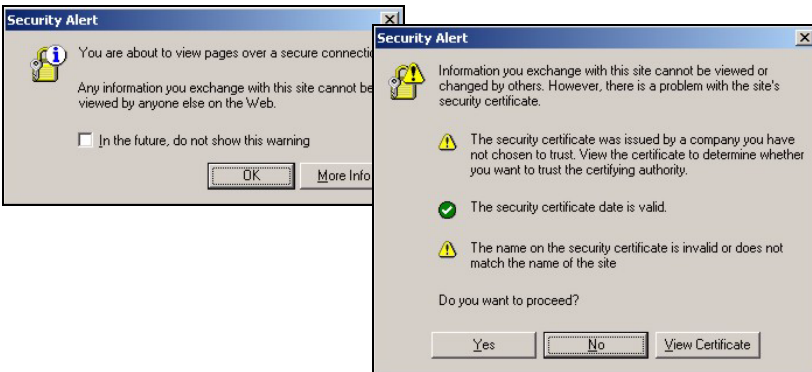 Security Alert
You are about to view pages over a secure
Any information you exchange with this site cannot be
viewed by anyone else on the Web.
In the future, do not show this warning
OK
More Info
Security Alert
Information you exchange with this site cannot be viewed or
changed by others. However, there is a problem with the site's
security certificate.
The security certificate was issued by a company you have
not chosen to trust. View the certificate to determine whether
you want to trust the certifying authority.
The security certificate date is valid.
The name on the security certificate is invalid or does not
match the name of the site
Do you want to proceed?
Yes
No
View Certificate